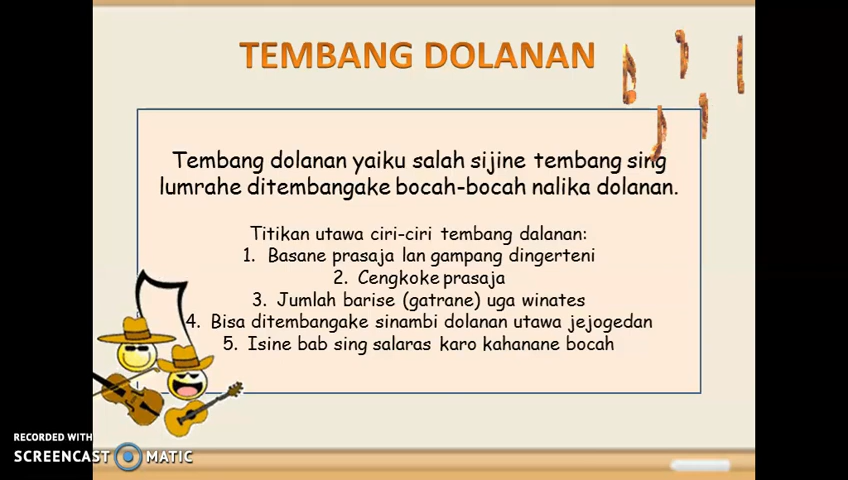 TEMBANG DOLANAN
Tembang dolanan yaiku salah sijine tembang sing
lumrahe ditembangake bocah-bocah nalika dolanan.
Titikan utawa ciri-ciri tembang dalanan:
1. Basane prasaja lan gampang dingerteni
2. Cengkoke prasaja
3. Jumlah barise (gatrane) uga winates
4. Bisa ditembangake sinambi dolanan utawa jejogedan
5. Isine bab sing salaras karo kahanane bocah
RECORDED WITH
SCREENCAST MATIC